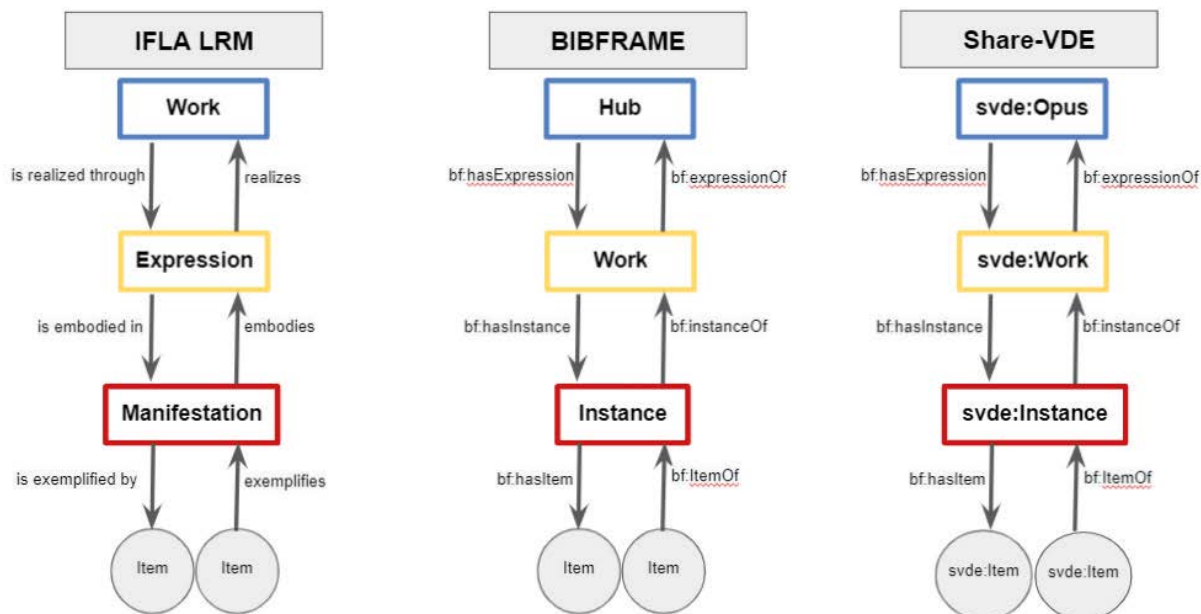 IFLA LRM
Work
is realized through
realizes
Expression
is embodied in
embodies
Manifestation
is exemplified by
exemplifies
Item
Item
BIBFRAME
Hub
bf:hasExpression
bf:expressionOf
Work
bf:hasInstance
bf:instanceOf
Instance
bf:hasItem
bf:ItemOf
Item
Item
Share-VDE
svde:Opus
bf:hasExpression
bf:expressionOf
svde:Work
bf:hasInstance
bf:instanceOf
svde:Instance
bf:hasItem
bf:ItemOf
svde:Item
svde:Item